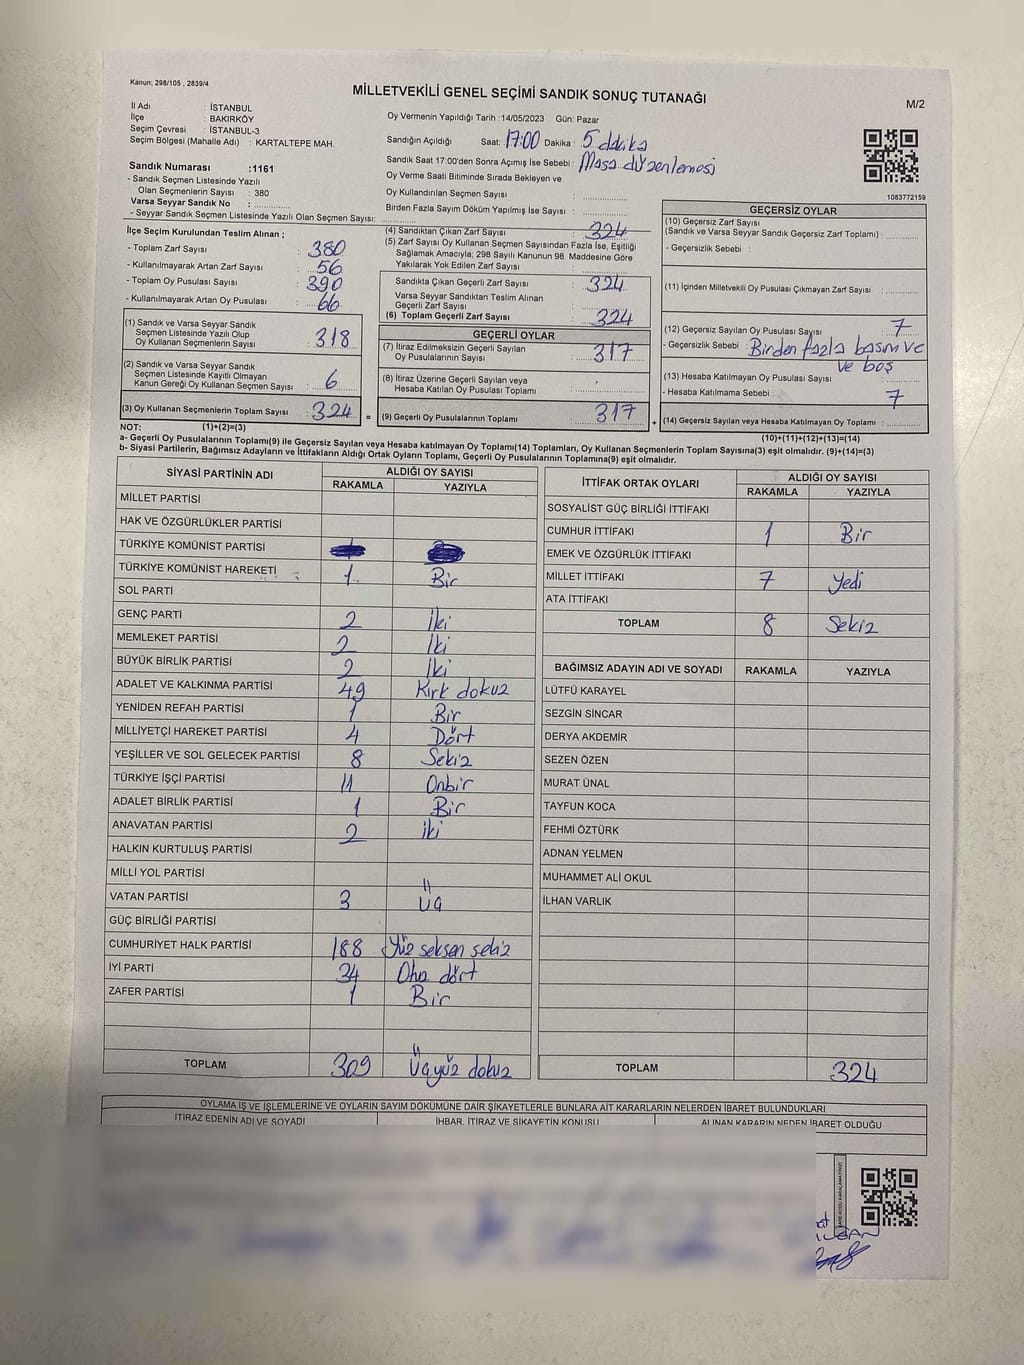 Kanun: 298/105 , 2839/4
MİLLETVEKİLİ GENEL SEÇİMİ SANDIK SONUÇ TUTANAĞI
M/2
İl Adı : İSTANBUL
İlçe : BAKIRKÖY
Seçim Çevresi : İSTANBUL-3
Seçim Bölgesi (Mahalle Adı) : KARTALTEPE MAH.
Sandık Numarası :1161
- Sandık Seçmen Listesinde Yazılı
Olan Seçmenlerin Sayısı : 380
Varsa Seyyar Sandık No :
- Seyyar Sandık Seçmen Listesinde Yazılı Olan Seçmen Sayısı:
Oy Vermenin Yapıldığı Tarih :14/05/2023 Gün: Pazar
Sandığın Açıldığı Saat: 17:00 Dakika : 5 dakika
Sandık Saat 17:00'den Sonra Açımış İse Sebebi : Masa düzenlemesi
Oy Verme Saati Bitiminde Sırada Bekleyen ve
Oy Kullandırılan Seçmen Sayısı :
Birden Fazla Sayım Döküm Yapılmış İse Sayısı :
1083772159
İlçe Seçim Kurulundan Teslim Alınan ;
- Toplam Zarf Sayısı : 380
- Kullanılmayarak Artan Zarf Sayısı : 56
- Toplam Oy Pusulası Sayısı : 390
- Kullanılmayarak Artan Oy Pusulası : 66
(1) Sandık ve Varsa Seyyar Sandık
Seçmen Listesinde Yazılı Olup
Oy Kullanan Seçmenlerin Sayısı : 318
(2) Sandık ve Varsa Seyyar Sandık
Seçmen Listesinde Kayıtlı Olmayan
Kanun Gereği Oy Kullanan Seçmen Sayısı : 6
(3) Oy Kullanan Seçmenlerin Toplam Sayısı : 324 =
(4) Sandıktan Çıkan Zarf Sayısı : 324
(5) Zarf Sayısı Oy Kullanan Seçmen Sayısından Fazla İse, Eşitliği
Sağlamak Amacıyla; 298 Sayılı Kanunun 98. Maddesine Göre
Yakılarak Yok Edilen Zarf Sayısı :
Sandıkta Çıkan Geçerli Zarf Sayısı : 324
Varsa Seyyar Sandıktan Teslim Alınan
Geçerli Zarf Sayısı :
(6) Toplam Geçerli Zarf Sayısı : 324
GEÇERLİ OYLAR
(7) İtiraz Edilmeksizin Geçerli Sayılan
Oy Pusulalarının Sayısı : 317
(8) İtiraz Üzerine Geçerli Sayılan veya
Hesaba Katılan Oy Pusulası Toplamı :
(9) Geçerli Oy Pusulalarının Toplamı : 317 +
GEÇERSİZ OYLAR
(10) Geçersiz Zarf Sayısı
(Sandık ve Varsa Seyyar Sandık Geçersiz Zarf Toplamı) :
- Geçersizlik Sebebi :
(11) İçinden Milletvekili Oy Pusulası Çıkmayan Zarf Sayısı :
(12) Geçersiz Sayılan Oy Pusulası Sayısı : 7
- Geçersizlik Sebebi : Birden fazla basım ve
ve boş
(13) Hesaba Katılmayan Oy Pusulası Sayısı :
- Hesaba Katılmama Sebebi : 7
(14) Geçersiz Sayılan veya Hesaba Katılmayan Oy Toplamı :
NOT: (1)+(2)=(3)
(10)+(11)+(12)+(13)=(14)
a- Geçerli Oy Pusulalarının Toplamı(9) ile Geçersiz Sayılan veya Hesaba katılmayan Oy Toplamı(14) Toplamları, Oy Kullanan Seçmenlerin Toplam Sayısına(3) eşit olmalıdır. (9)+(14)=(3)
b- Siyasi Partilerin, Bağımsız Adayların ve İttifakların Aldığı Ortak Oyların Toplamı, Geçerli Oy Pusulalarının Toplamına(9) eşit olmalıdır.
SİYASİ PARTİNİN ADI ALDIĞI OY SAYISI
RAKAMLA YAZIYLA
MİLLET PARTİSİ
HAK VE ÖZGÜRLÜKLER PARTİSİ
TÜRKİYE KOMÜNİST PARTİSİ
TÜRKİYE KOMÜNİST HAREKETİ 1 Bir
SOL PARTİ
GENÇ PARTİ 2 İki
MEMLEKET PARTİSİ 2 İki
BÜYÜK BİRLİK PARTİSİ 2 İki
ADALET VE KALKINMA PARTİSİ 49 Kırk dokuz
YENİDEN REFAH PARTİSİ 1 Bir
MİLLİYETÇİ HAREKET PARTİSİ 4 Dört
YEŞİLLER VE SOL GELECEK PARTİSİ 8 Sekiz
TÜRKİYE İŞÇİ PARTİSİ 11 Onbir
ADALET BİRLİK PARTİSİ 1 Bir
ANAVATAN PARTİSİ 2 iki
HALKIN KURTULUŞ PARTİSİ
MİLLİ YOL PARTİSİ
VATAN PARTİSİ 3 Üç
GÜÇ BİRLİĞİ PARTİSİ
CUMHURİYET HALK PARTİSİ 188 Yüz seksen sekiz
İYİ PARTİ 34 Otuz dört
ZAFER PARTİSİ 1 Bir
TOPLAM 309 Üçyüz dokuz
İTTİFAK ORTAK OYLARI ALDIĞI OY SAYISI
RAKAMLA YAZIYLA
SOSYALİST GÜÇ BİRLİĞİ İTTİFAKI
CUMHUR İTTİFAKI 1 Bir
EMEK VE ÖZGÜRLÜK İTTİFAKI
MİLLET İTTİFAKI 7 Yedi
ATA İTTİFAKI
TOPLAM 8 Sekiz
BAĞIMSIZ ADAYIN ADI VE SOYADI RAKAMLA YAZIYLA
LÜTFÜ KARAYEL
SEZGİN SİNCAR
DERYA AKDEMİR
SEZEN ÖZEN
MURAT ÜNAL
TAYFUN KOCA
FEHMİ ÖZTÜRK
ADNAN YELMEN
MUHAMMET ALİ OKUL
İLHAN VARLIK
TOPLAM 324
OYLAMA İŞ VE İŞLEMLERİNE VE OYLARIN SAYIM DÖKÜMÜNE DAİR ŞİKAYETLERLE BUNLARA AİT KARARLARIN NELERDEN İBARET BULUNDUKLARI
İTİRAZ EDENİN ADI VE SOYADI İHBAR, İTİRAZ VE ŞİKAYETİN KONUSU ALINAN KARARIN NEDEN İBARET OLDUĞU